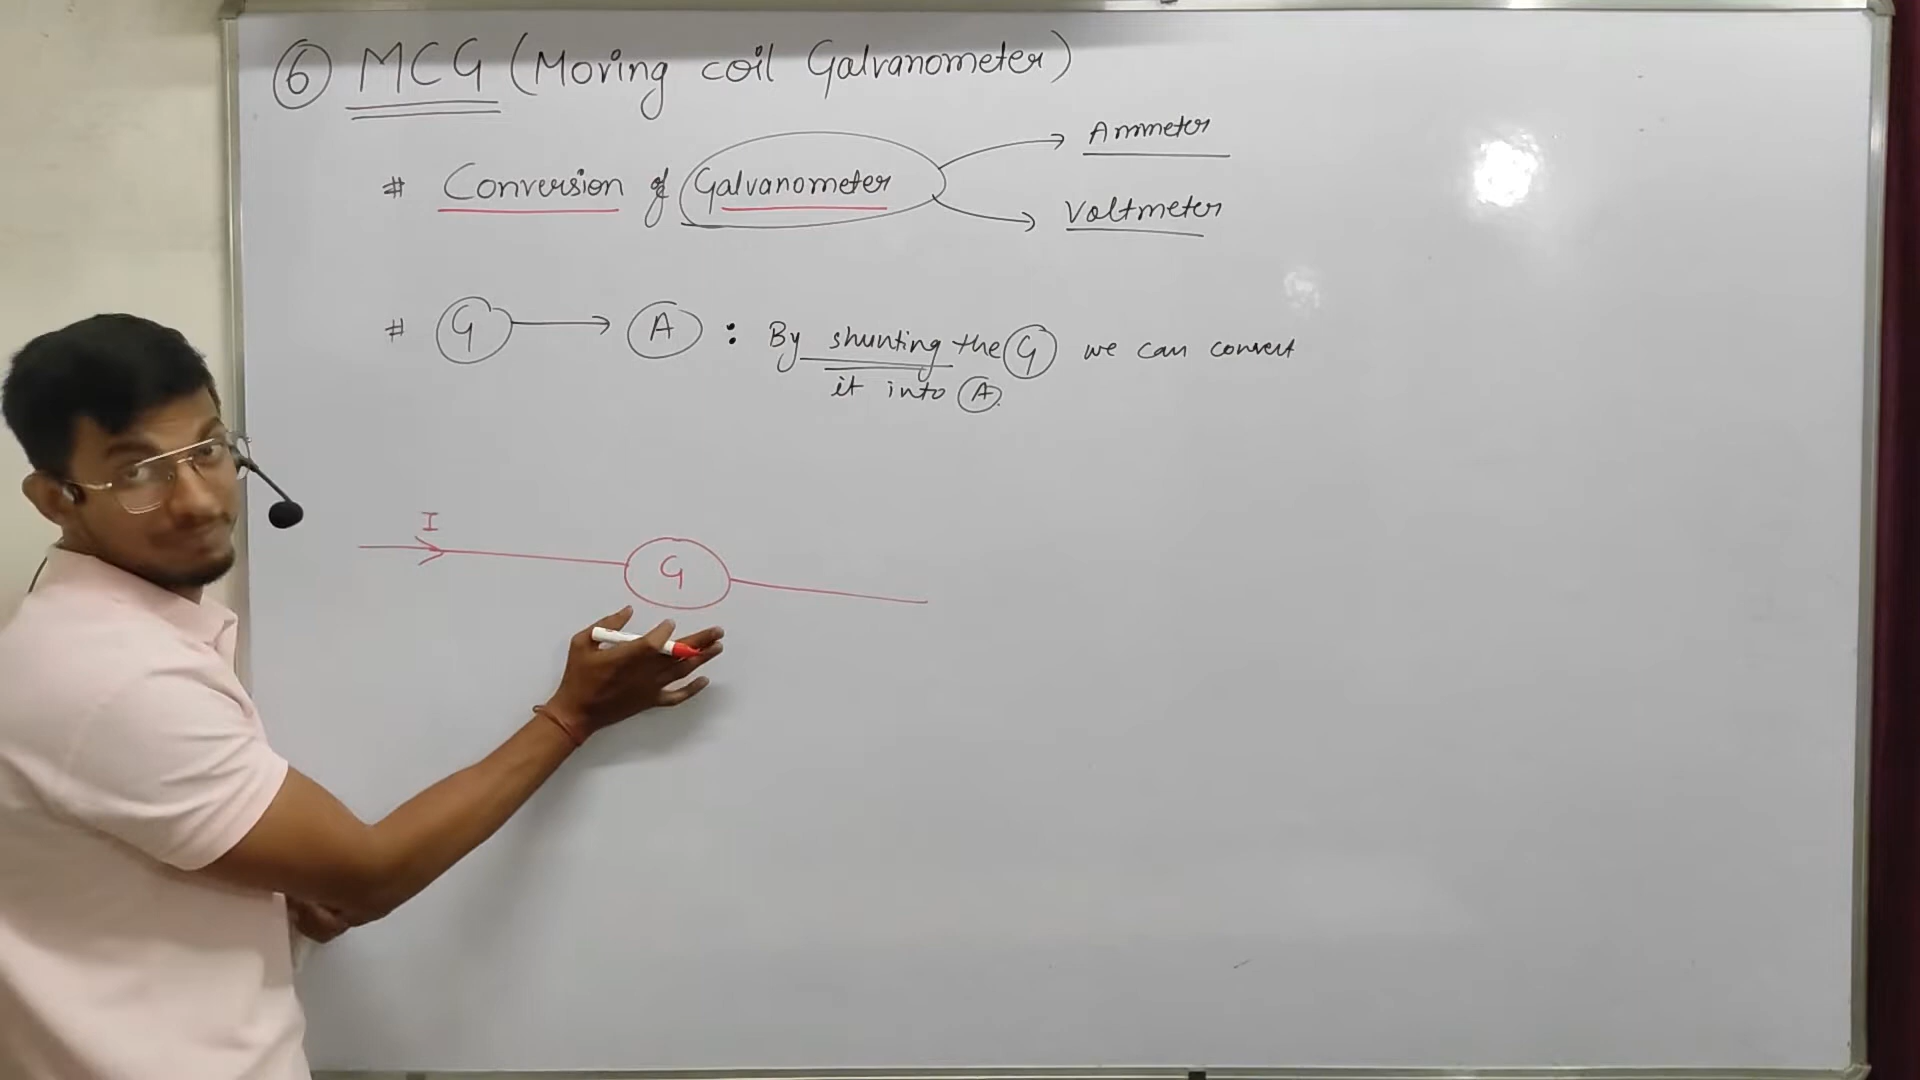 ⑥ MCG (Moving coil Galvanometer)
Ammeter
# Conversion of Galvanometer
Voltmeter
# G → A : By shunting the G we can convert
it into A.
I
G